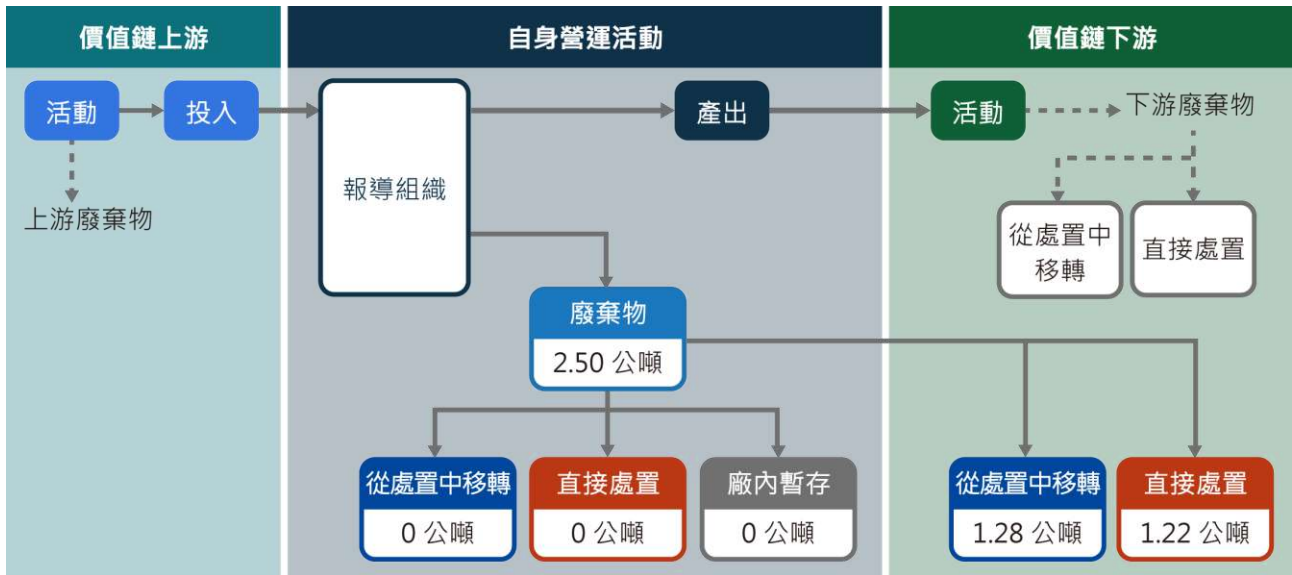 價值鏈上游
自身營運活動
價值鏈下游
活動
投入
產出
活動
下游廢棄物
報導組織
上游廢棄物
從處置中
移轉
直接處置
廢棄物
2.50 公噸
從處置中移轉
直接處置
廠內暫存
從處置中移轉
直接處置
0 公噸
0 公噸
0 公噸
1.28 公噸
1.22 公噸